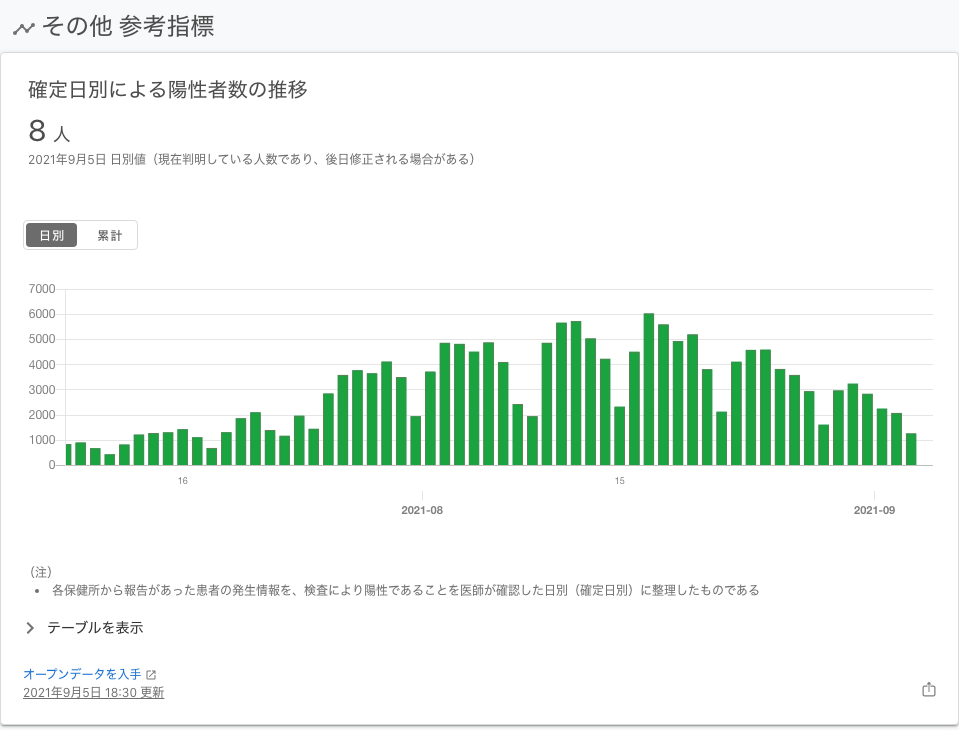 その他 参考指標
確定日別による陽性者数の推移
8 人
2021年9月5日 日別値（現在判明している人数であり、後日修正される場合がある）
日別 累計
7000
6000
5000
4000
3000
2000
1000
0
16 15
2021-08 2021-09
（注）
• 各保健所から報告があった患者の発生情報を、検査により陽性であることを医師が確認した日別（確定日別）に整理したものである
テーブルを表示
オープンデータを入手
2021年9月5日 18:30 更新